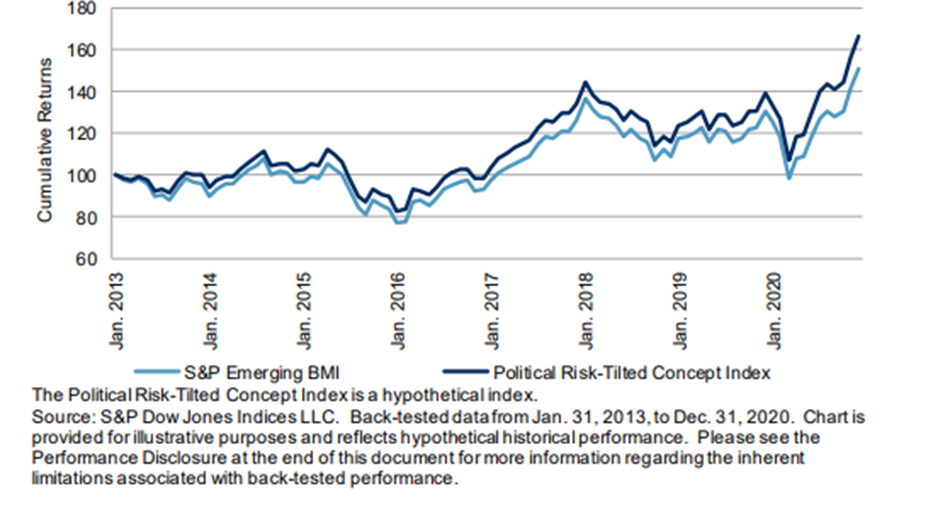 180
160
140
120
100
80
60
Cumulative Returns
Jan. 2013
Jan. 2014
Jan. 2015
Jan. 2016
Jan. 2017
Jan. 2018
Jan. 2019
Jan. 2020
S&P Emerging BMI
Political Risk-Tilted Concept Index
The Political Risk-Tilted Concept Index is a hypothetical index.
Source: S&P Dow Jones Indices LLC. Back-tested data from Jan. 31, 2013, to Dec. 31, 2020. Chart is
provided for illustrative purposes and reflects hypothetical historical performance. Please see the
Performance Disclosure at the end of this document for more information regarding the inherent
limitations associated with back-tested performance.